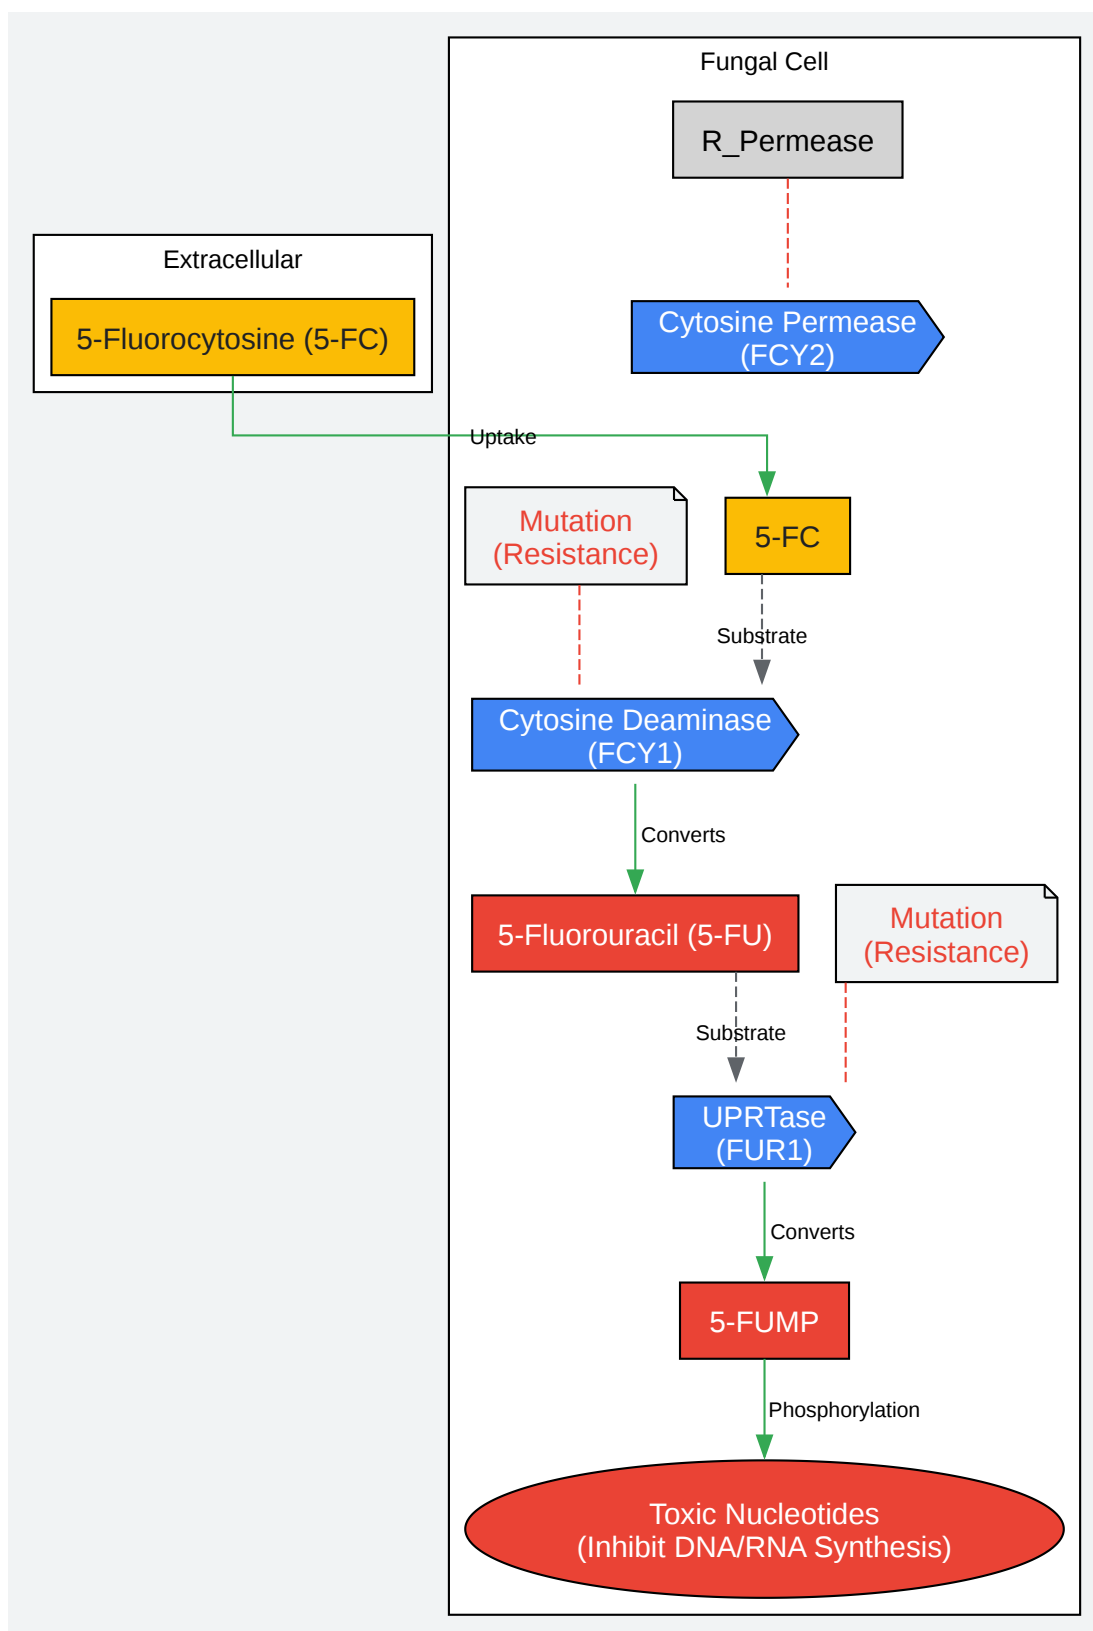 Fungal Cell
R_Permease
Extracellular
5-Fluorocytosine (5-FC)
Cytosine Permease
(FCY2)
Uptake
Mutation
(Resistance)
5-FC
Substrate
Cytosine Deaminase
(FCY1)
Converts
5-Fluorouracil (5-FU)
Mutation
(Resistance)
Substrate
UPRTase
(FUR1)
Converts
5-FUMP
Phosphorylation
Toxic Nucleotides
(Inhibit DNA/RNA Synthesis)